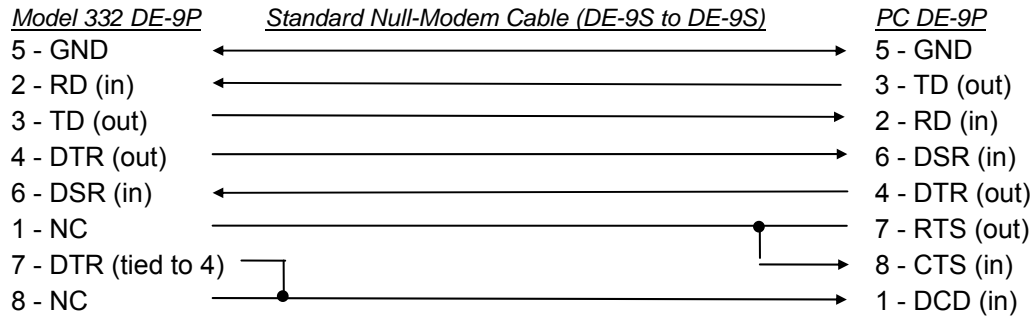 Model 332 DE-9P Standard Null-Modem Cable (DE-9S to DE-9S) PC DE-9P
5 - GND 5 - GND
2 - RD (in) 3 - TD (out)
3 - TD (out) 2 - RD (in)
4 - DTR (out) 6 - DSR (in)
6 - DSR (in) 4 - DTR (out)
1 - NC 7 - RTS (out)
7 - DTR (tied to 4) 8 - CTS (in)
8 - NC 1 - DCD (in)